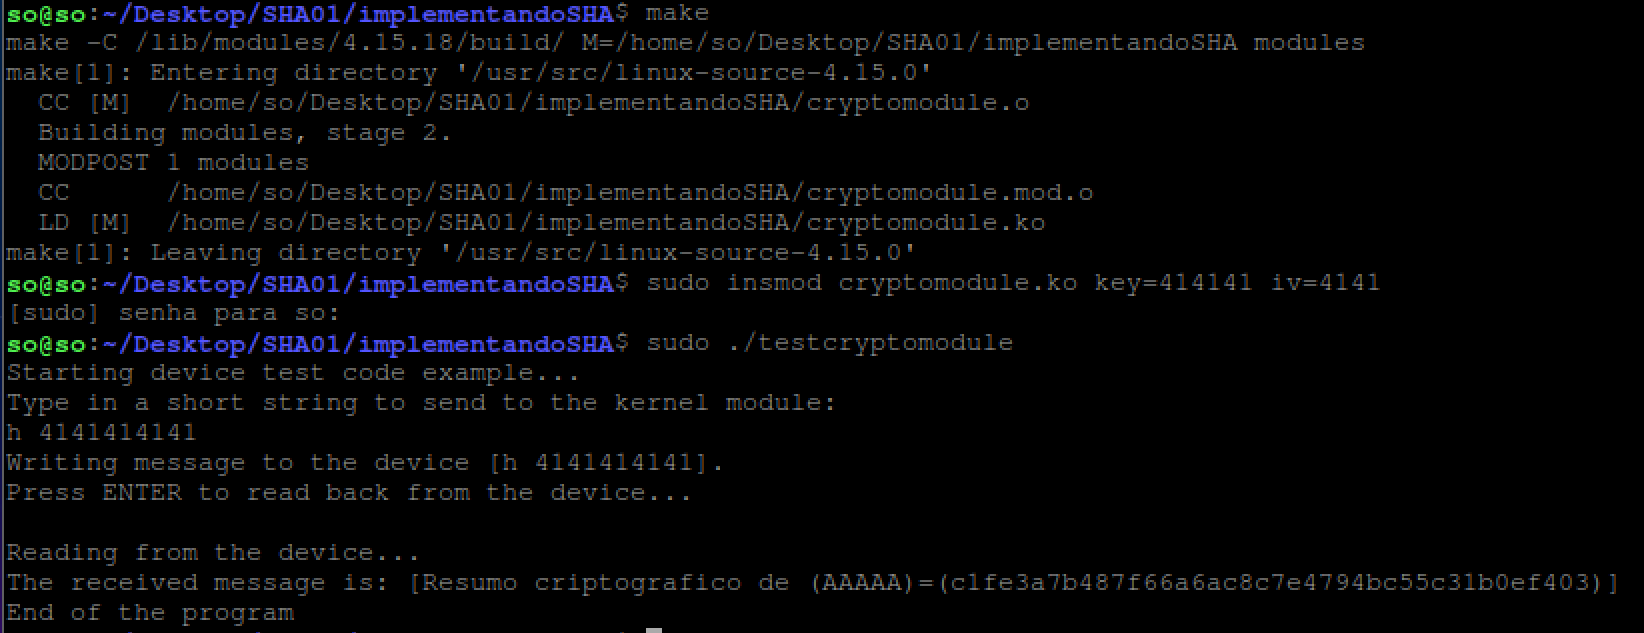 so@so:~/Desktop/SHA01/implementandoSHA$ make
make -C /lib/modules/4.15.18/build/ M=/home/so/Desktop/SHA01/implementandoSHA modules
make[1]: Entering directory '/usr/src/linux-source-4.15.0'
  CC [M]  /home/so/Desktop/SHA01/implementandoSHA/cryptomodule.o
  Building modules, stage 2.
  MODPOST 1 modules
  CC      /home/so/Desktop/SHA01/implementandoSHA/cryptomodule.mod.o
  LD [M]  /home/so/Desktop/SHA01/implementandoSHA/cryptomodule.ko
make[1]: Leaving directory '/usr/src/linux-source-4.15.0'
so@so:~/Desktop/SHA01/implementandoSHA$ sudo insmod cryptomodule.ko key=414141 iv=4141
[sudo] senha para so:
so@so:~/Desktop/SHA01/implementandoSHA$ sudo ./testcryptomodule
Starting device test code example...
Type in a short string to send to the kernel module:
h 4141414141
Writing message to the device [h 4141414141].
Press ENTER to read back from the device...

Reading from the device...
The received message is: [Resumo criptografico de (AAAAA)=(c1fe3a7b487f66a6ac8c7e4794bc55c31b0ef403)]
End of the program